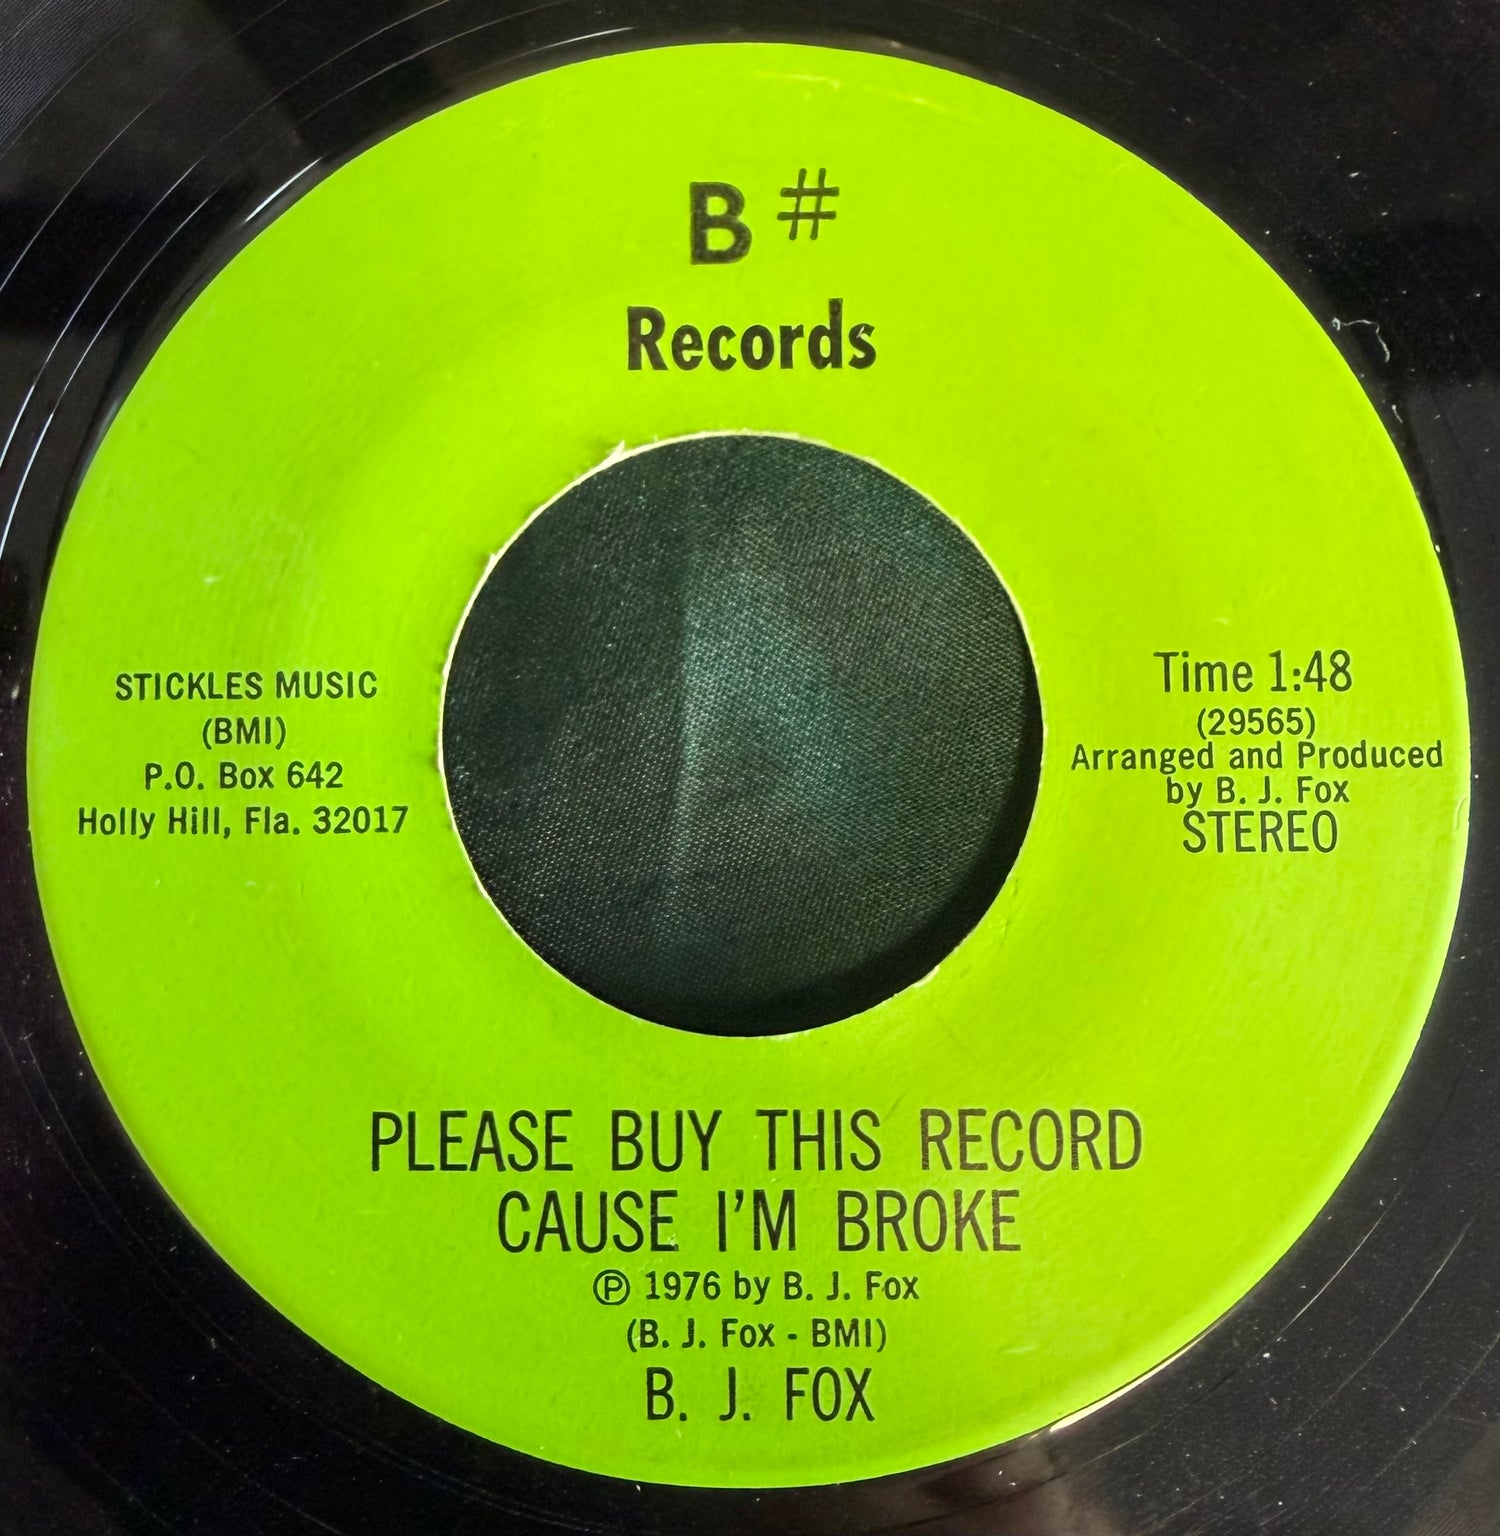 B #
Records
STICKLES MUSIC
(BMI)
P.O. Box 642
Holly Hill, Fla. 32017
Time 1:48
(29565)
Arranged and Produced
by B. J. Fox
STEREO
PLEASE BUY THIS RECORD
CAUSE I'M BROKE
℗ 1976 by B. J. Fox
(B. J. Fox - BMI)
B. J. FOX